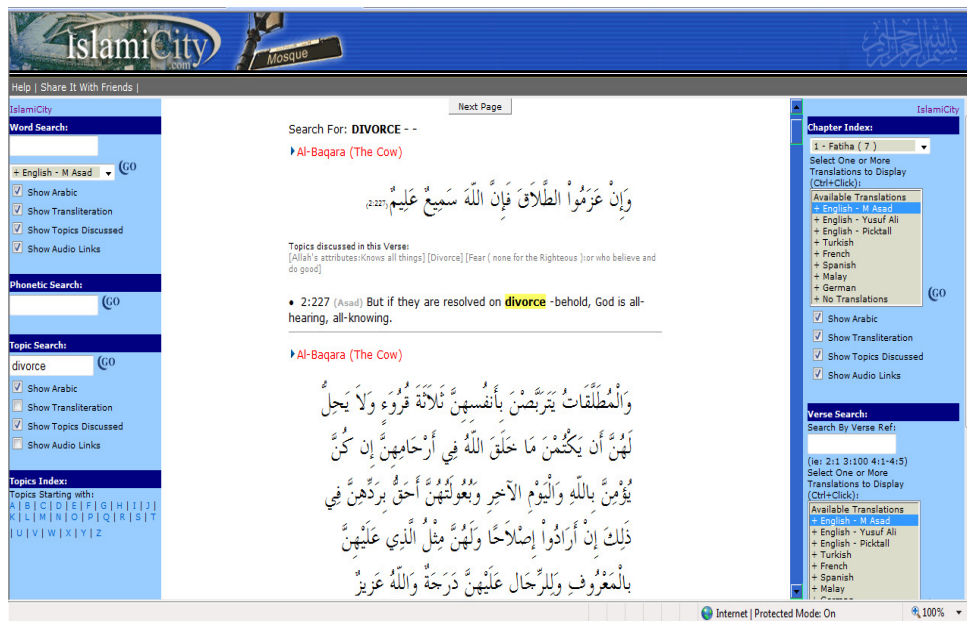 IslamiCity
.com
Mosque
Help | Share It With Friends |
IslamiCity
Word Search:
+ English - M Asad
GO
Show Arabic
Show Transliteration
Show Topics Discussed
Show Audio Links
Phonetic Search:
GO
Topic Search:
divorce
GO
Show Arabic
Show Transliteration
Show Topics Discussed
Show Audio Links
Topics Index:
Topics Starting with:
A | B | C | D | E | F | G | H | I | J |
K | L | M | N | O | P | Q | R | S | T
| U | V | W | X | Y | Z
Next Page
Search For: DIVORCE - -
Al-Baqara (The Cow)
وَإِنْ عَزَمُواْ الطَّلاَقَ فَإِنَّ اللّهَ سَمِيعٌ عَلِيمٌ (2:227)
Topics discussed in this Verse:
[Allah's attributes:Knows all things] [Divorce] [Fear ( none for the Righteous ):or who believe and
do good]
• 2:227 (Asad) But if they are resolved on divorce -behold, God is all-
hearing, all-knowing.
Al-Baqara (The Cow)
وَالْمُطَلَّقَاتُ يَتَرَبَّصْنَ بِأَنفُسِهِنَّ ثَلاَثَةَ قُرُوَءٍ وَلاَ يَحِلُّ
لَهُنَّ أَن يَكْتُمْنَ مَا خَلَقَ اللّهُ فِي أَرْحَامِهِنَّ إِن كُنَّ
يُؤْمِنَّ بِاللّهِ وَالْيَوْمِ الآخِرِ وَبُعُولَتُهُنَّ أَحَقُّ بِرَدِّهِنَّ فِي
ذَلِكَ إِنْ أَرَادُواْ إِصْلاَحًا وَلَهُنَّ مِثْلُ الَّذِي عَلَيْهِنَّ
بِالْمَعْرُوفِ وَلِلرِّجَالِ عَلَيْهِنَّ دَرَجَةٌ وَاللّهُ عَزِيزٌ
IslamiCity
Chapter Index:
1 - Fatiha ( 7 )
Select One or More
Translations to Display
(Ctrl+Click):
Available Translations
+ English - M Asad
+ English - Yusuf Ali
+ English - Picktall
+ Turkish
+ French
+ Spanish
+ Malay
+ German
+ No Translations
GO
Show Arabic
Show Transliteration
Show Topics Discussed
Show Audio Links
Verse Search:
Search By Verse Ref:
(ie: 2:1 3:100 4:1-4:5)
Select One or More
Translations to Display
(Ctrl+Click):
Available Translations
+ English - M Asad
+ English - Yusuf Ali
+ English - Picktall
+ Turkish
+ French
+ Spanish
+ Malay
Internet | Protected Mode: On
100%